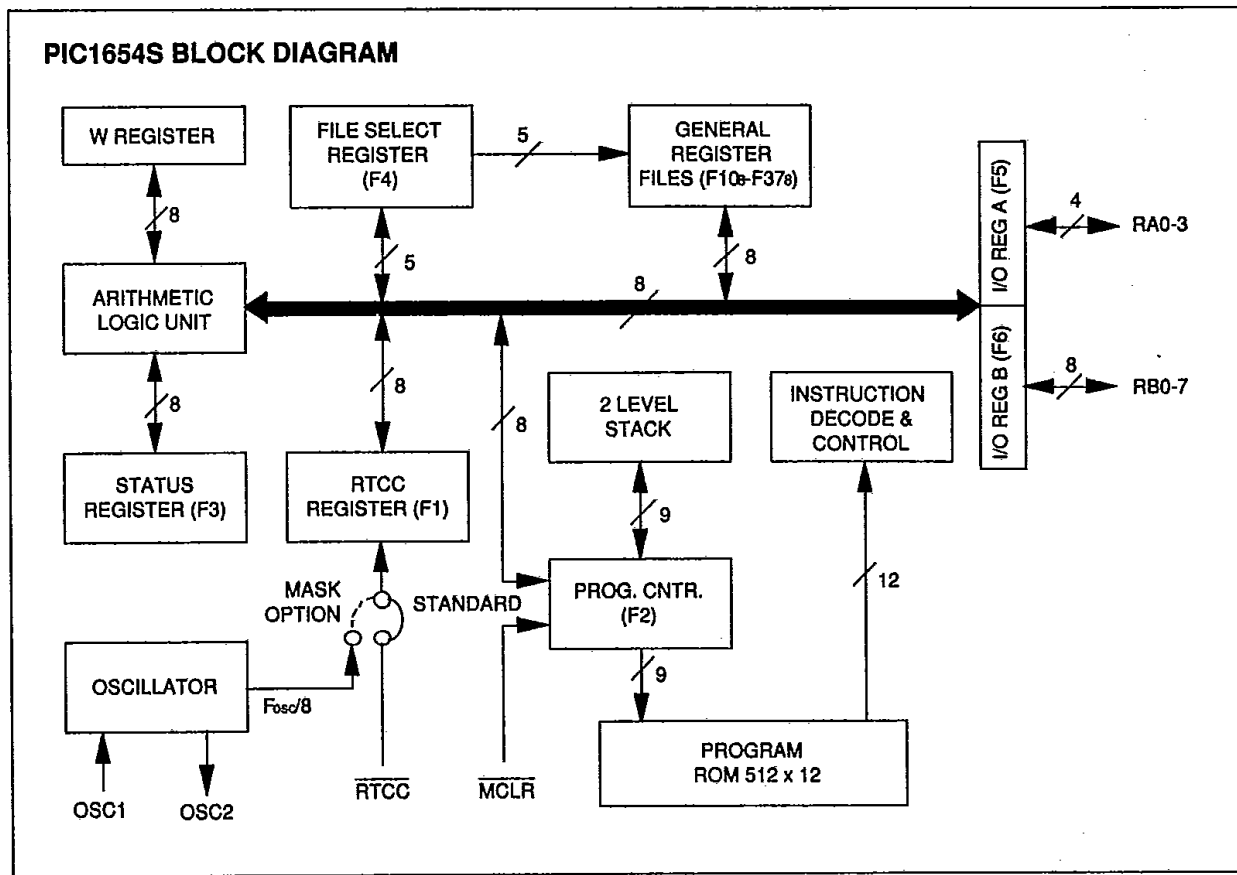 PIC1654S BLOCK DIAGRAM
W REGISTER
FILE SELECT
REGISTER
(F4)
5
GENERAL
REGISTER
FILES (F10₈-F37₈)
I/O REG A (F5)
4
RA0-3
8
5
8
8
ARITHMETIC
LOGIC UNIT
8
8
8
2 LEVEL
STACK
INSTRUCTION
DECODE &
CONTROL
I/O REG B (F6)
8
RB0-7
STATUS
REGISTER (F3)
RTCC
REGISTER (F1)
9
12
MASK
OPTION
STANDARD
PROG. CNTR.
(F2)
9
OSCILLATOR
Fosc/8
PROGRAM
ROM 512 x 12
OSC1
OSC2
RTCC
MCLR